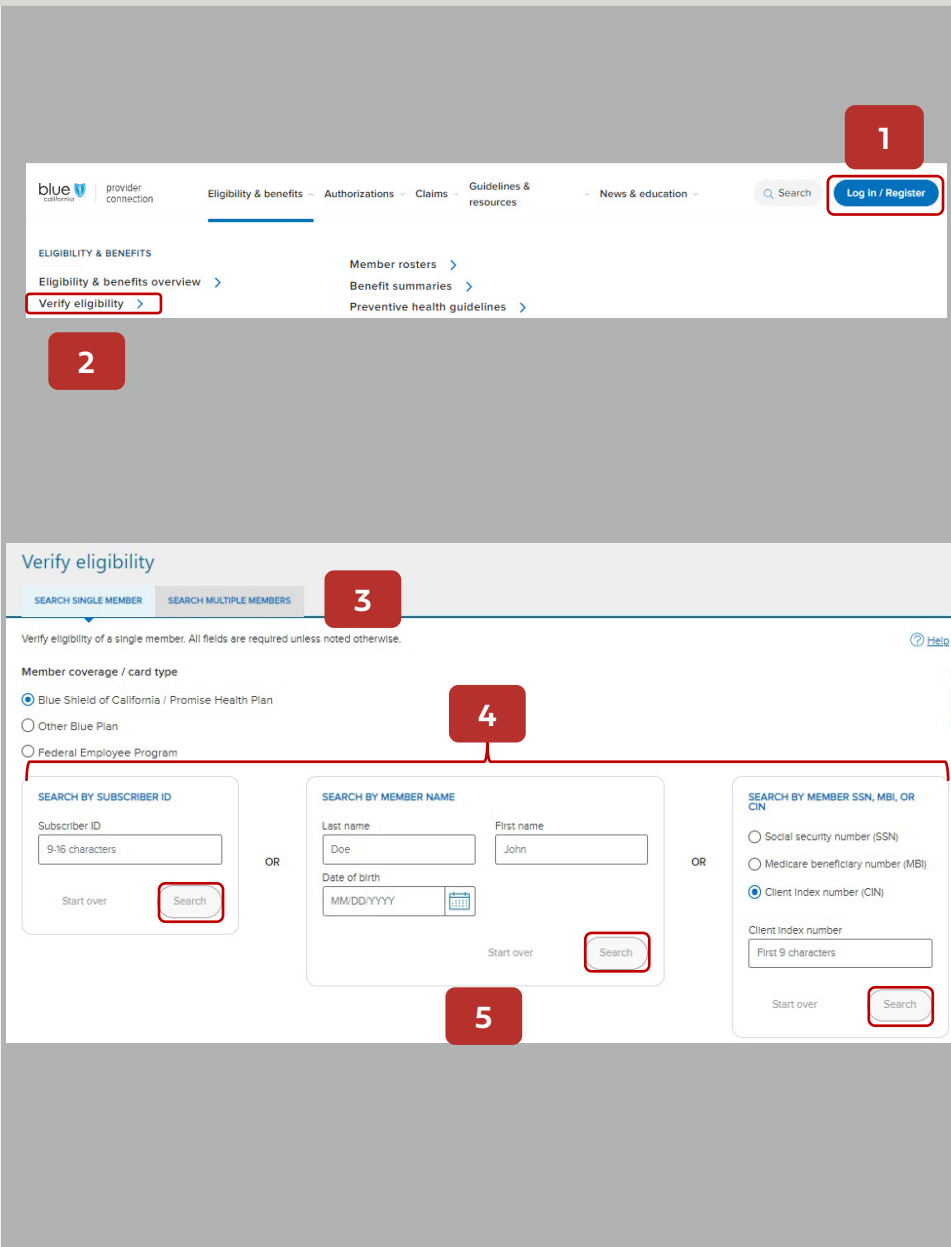 1
blue california
provider connection
Eligibility & benefits
Authorizations
Claims
Guidelines & resources
News & education
Search
Log in / Register
ELIGIBILITY & BENEFITS
Eligibility & benefits overview
Verify eligibility
Member rosters
Benefit summaries
Preventive health guidelines
2
Verify eligibility
SEARCH SINGLE MEMBER
SEARCH MULTIPLE MEMBERS
3
Verify eligibility of a single member. All fields are required unless noted otherwise.
Help
Member coverage / card type
Blue Shield of California / Promise Health Plan
Other Blue Plan
Federal Employee Program
4
SEARCH BY SUBSCRIBER ID
Subscriber ID
9-16 characters
Start over
Search
OR
SEARCH BY MEMBER NAME
Last name
First name
Doe
John
Date of birth
MM/DD/YYYY
Start over
Search
OR
SEARCH BY MEMBER SSN, MBI, OR
CIN
Social security number (SSN)
Medicare beneficiary number (MBI)
Client Index number (CIN)
Client Index number
First 9 characters
Start over
Search
5